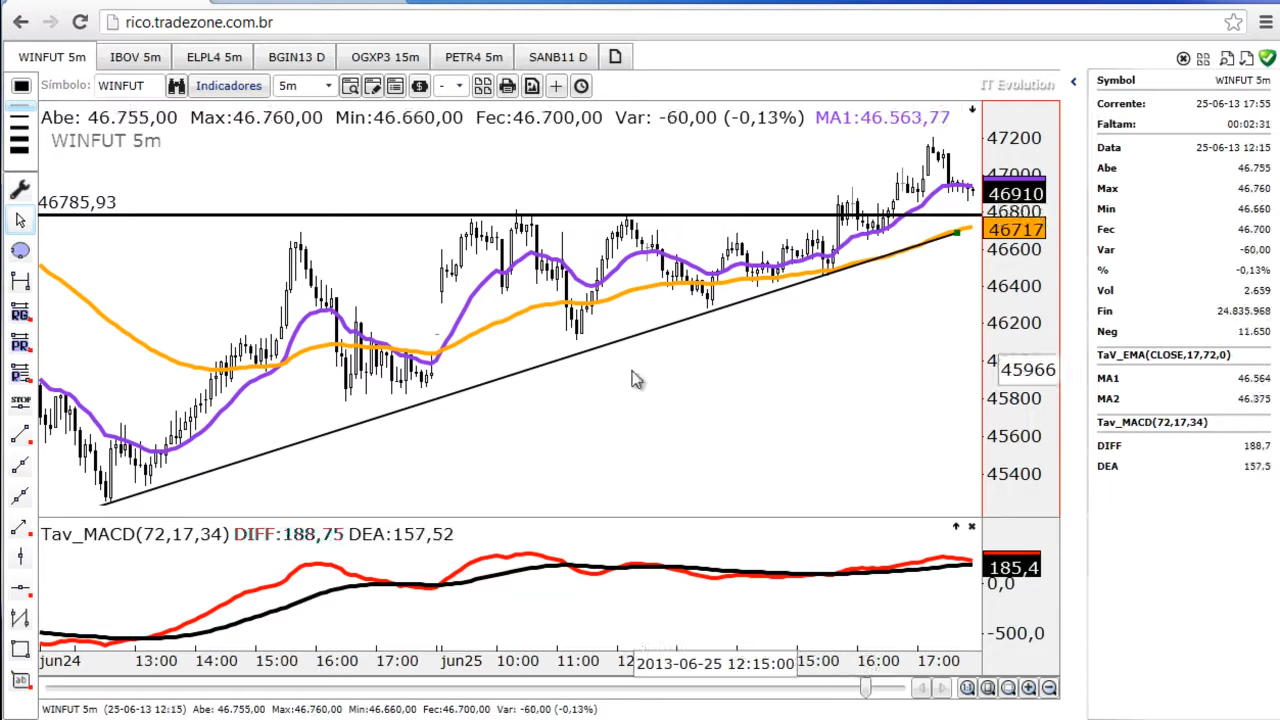 rico.tradezone.com.br
WINFUT 5m IBOV 5m ELPL4 5m BGIN13 D OGXP3 15m PETR4 5m SANB11 D
Símbolo: WINFUT Indicadores 5m - IT Evolution
Abe: 46.755,00 Max:46.760,00 Min:46.660,00 Fec:46.700,00 Var: -60,00 (-0,13%) MA1:46.563,77
WINFUT 5m
46785,93
47200
47000
46910
46800
46717
46600
46400
46200
45966
45800
45600
45400
RG
PR
STOP
ab
Tav_MACD(72,17,34) DIFF:188,75 DEA:157,52
185,4
0,0
-500,0
jun24 13:00 14:00 15:00 16:00 17:00 jun25 10:00 11:00 12 2013-06-25 12:15:00 15:00 16:00 17:00
WINFUT 5m (25-06-13 12:15) Abe: 46.755,00 Max:46.760,00 Min:46.660,00 Fec:46.700,00 Var: -60,00 (-0,13%)
Symbol WINFUT 5m
Corrente: 25-06-13 17:55
Faltam: 00:02:31
Data 25-06-13 12:15
Abe 46.755
Max 46.760
Min 46.660
Fec 46.700
Var -60,00
% -0,13%
Vol 2.659
Fin 24.835.968
Neg 11.650
TaV_EMA(CLOSE,17,72,0)
MA1 46.564
MA2 46.375
Tav_MACD(72,17,34)
DIFF 188,7
DEA 157.5